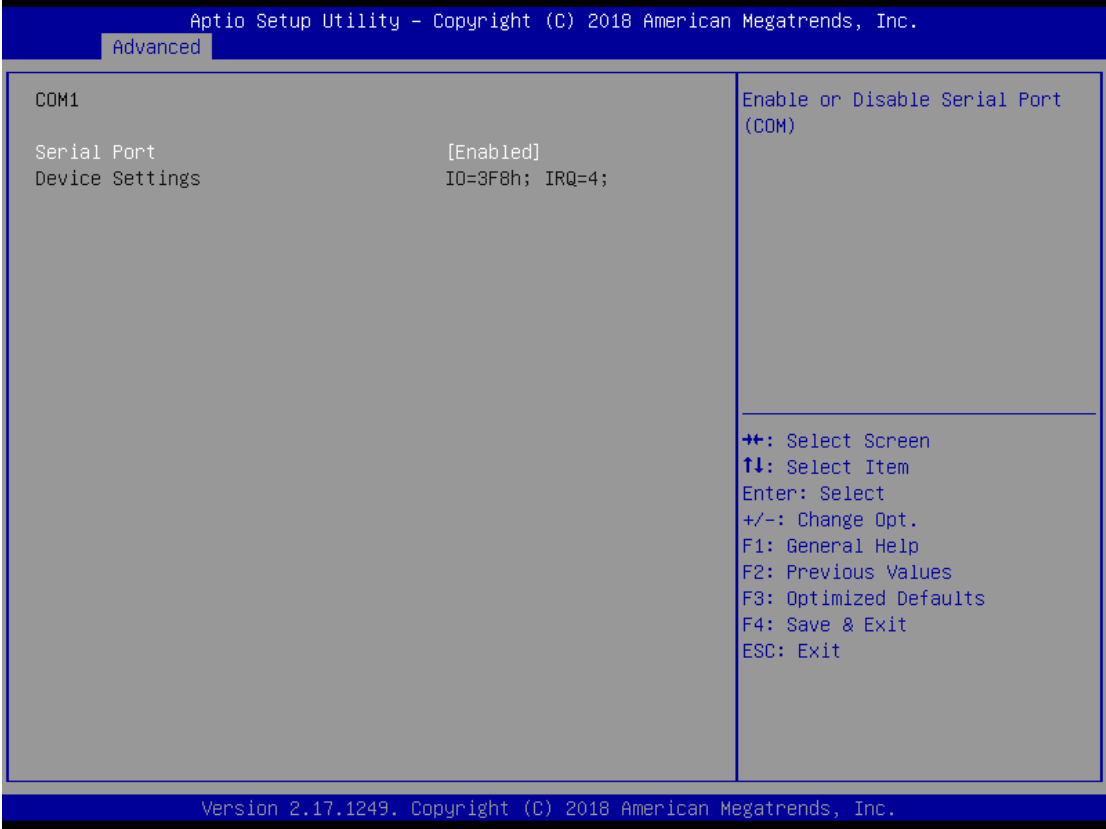 Aptio Setup Utility – Copyright (C) 2018 American Megatrends, Inc.
Advanced
COM1
Serial Port [Enabled]
Device Settings IO=3F8h; IRQ=4;
Enable or Disable Serial Port
(COM)
→←: Select Screen
↑↓: Select Item
Enter: Select
+/-: Change Opt.
F1: General Help
F2: Previous Values
F3: Optimized Defaults
F4: Save & Exit
ESC: Exit
Version 2.17.1249. Copyright (C) 2018 American Megatrends, Inc.